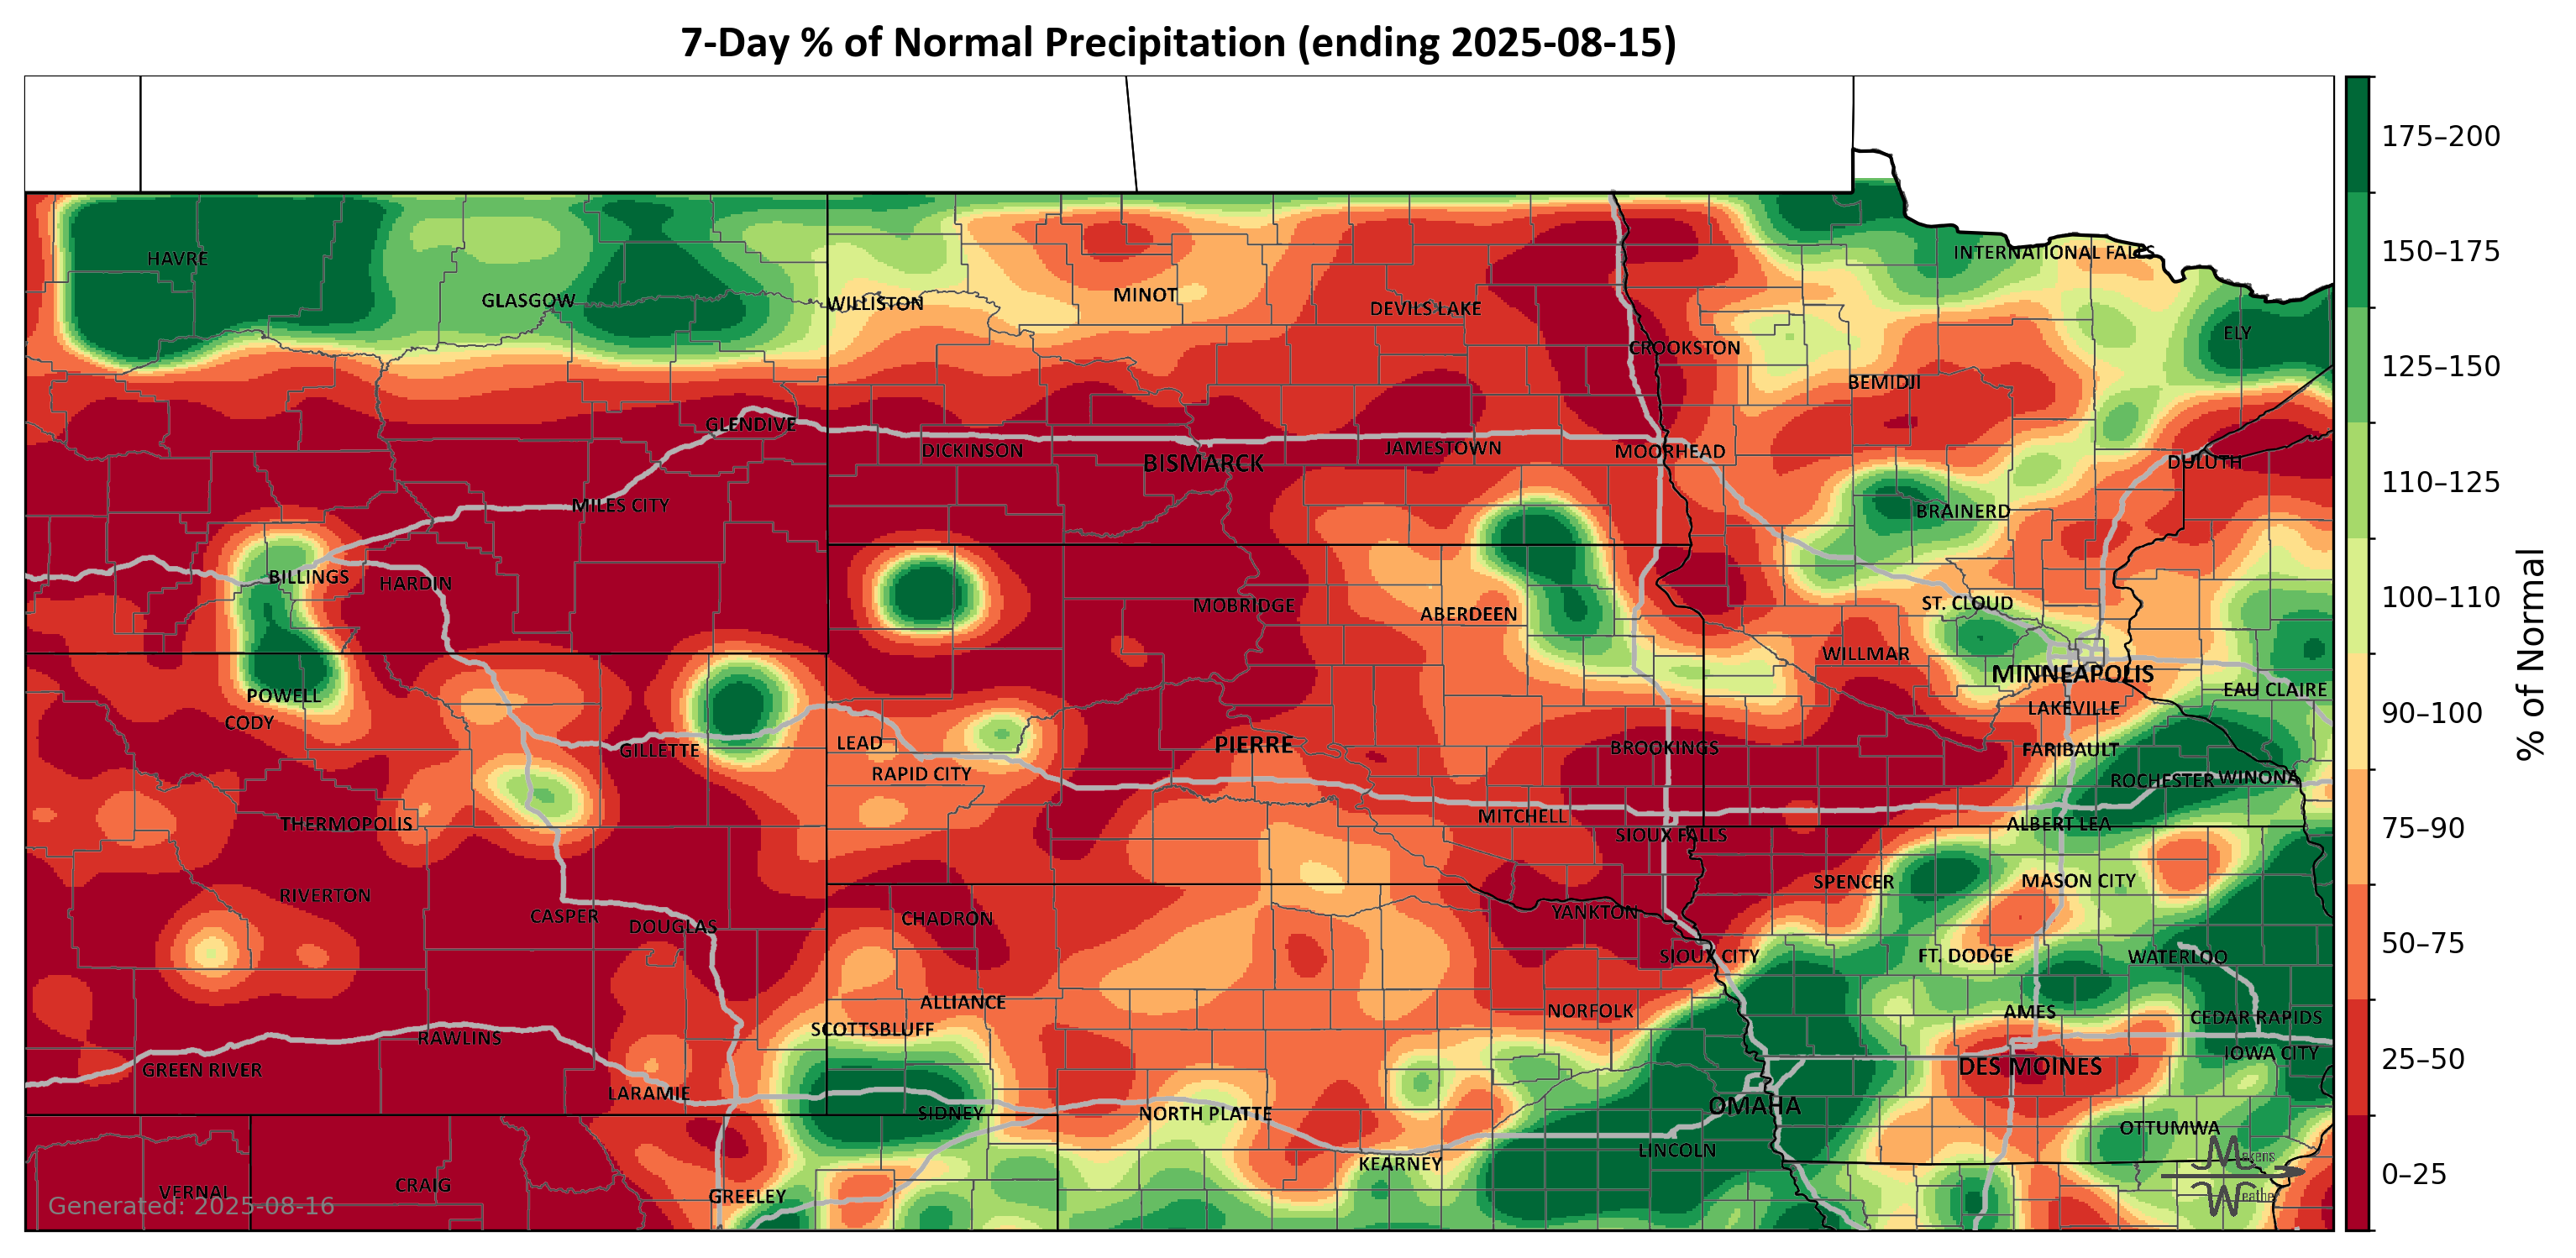 7-Day % of Normal Precipitation (ending 2025-08-15)
175–200
HAVRE
INTERNATIONAL FALLS
150–175
GLASGOW
WILLISTON
MINOT
DEVILS LAKE
ELY
CROOKSTON
125–150
BEMIDJI
GLENDIVE
DICKINSON
BISMARCK
JAMESTOWN
MOORHEAD
DULUTH
110–125
MILES CITY
BRAINERD
BILLINGS
HARDIN
MOBRIDGE
ABERDEEN
ST. CLOUD
100–110
WILLMAR
MINNEAPOLIS
EAU CLAIRE
POWELL
CODY
LAKEVILLE
90–100
% of Normal
GILLETTE
LEAD
PIERRE
BROOKINGS
FARIBAULT
RAPID CITY
ROCHESTER
WINONA
THERMOPOLIS
MITCHELL
ALBERT LEA
75–90
SIOUX FALLS
RIVERTON
SPENCER
MASON CITY
CASPER
DOUGLAS
CHADRON
YANKTON
SIOUX CITY
FT. DODGE
WATERLOO
50–75
ALLIANCE
NORFOLK
AMES
CEDAR RAPIDS
SCOTTSBLUFF
RAWLINS
IOWA CITY
GREEN RIVER
DES MOINES
25–50
LARAMIE
SIDNEY
NORTH PLATTE
OMAHA
OTTUMWA
LINCOLN
KEARNEY
Makens
Weather
0–25
VERNAL
CRAIG
GREELEY
Generated: 2025-08-16